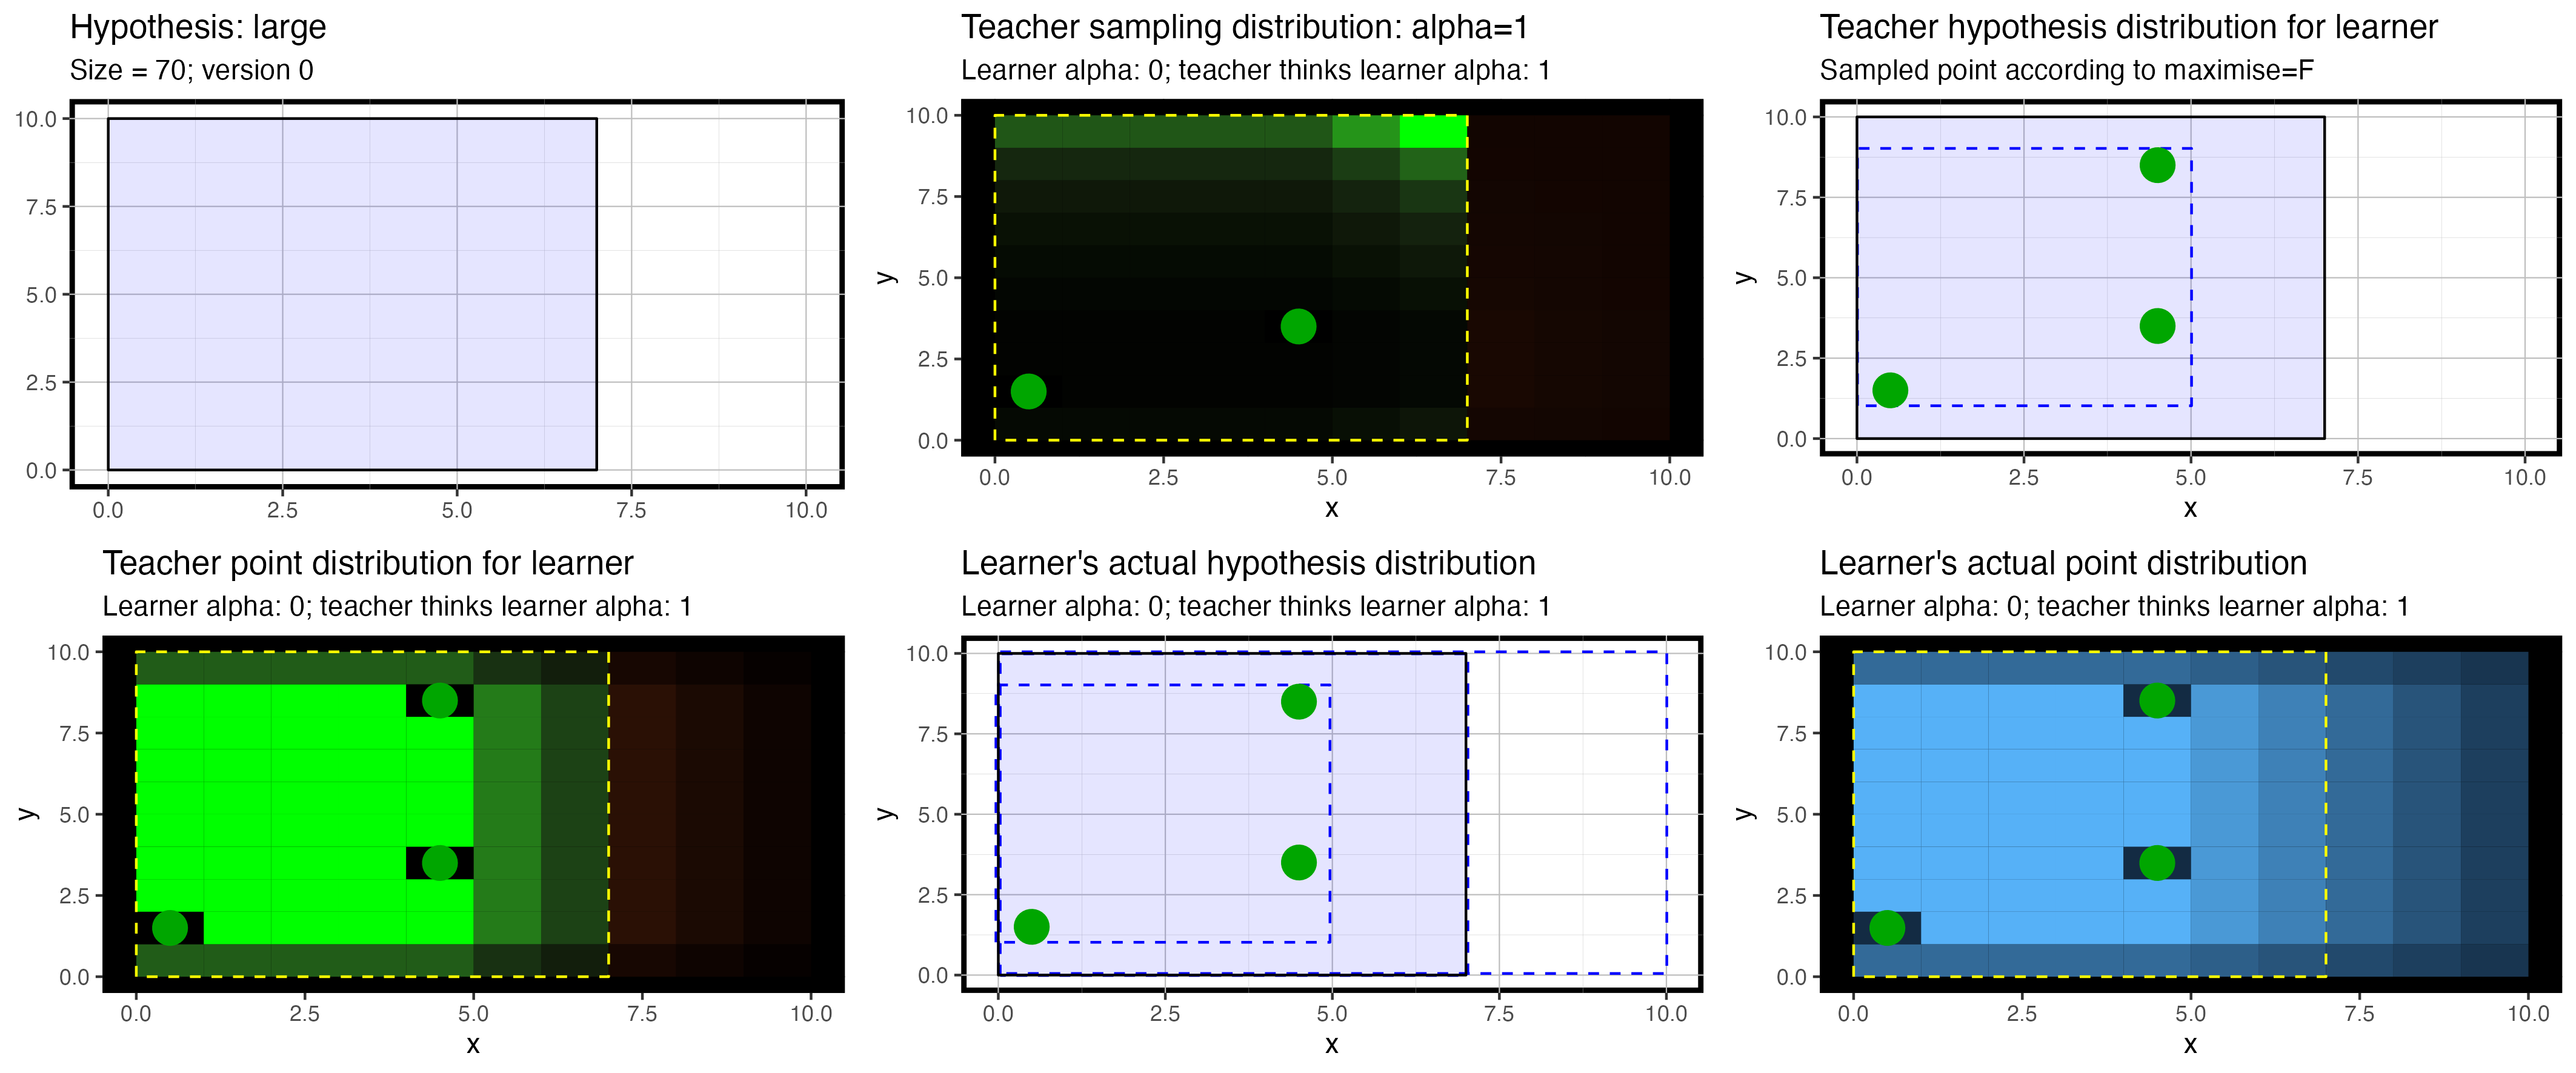 Hypothesis: large
Size = 70; version 0
10.0
7.5
5.0
2.5
0.0
0.0 2.5 5.0 7.5 10.0
Teacher sampling distribution: alpha=1
Learner alpha: 0; teacher thinks learner alpha: 1
y
10.0
7.5
5.0
2.5
0.0
0.0 2.5 5.0 7.5 10.0
x
Teacher hypothesis distribution for learner
Sampled point according to maximise=F
y
10.0
7.5
5.0
2.5
0.0
0.0 2.5 5.0 7.5 10.0
x
Teacher point distribution for learner
Learner alpha: 0; teacher thinks learner alpha: 1
y
10.0
7.5
5.0
2.5
0.0
0.0 2.5 5.0 7.5 10.0
x
Learner's actual hypothesis distribution
Learner alpha: 0; teacher thinks learner alpha: 1
y
10.0
7.5
5.0
2.5
0.0
0.0 2.5 5.0 7.5 10.0
x
Learner's actual point distribution
Learner alpha: 0; teacher thinks learner alpha: 1
y
10.0
7.5
5.0
2.5
0.0
0.0 2.5 5.0 7.5 10.0
x